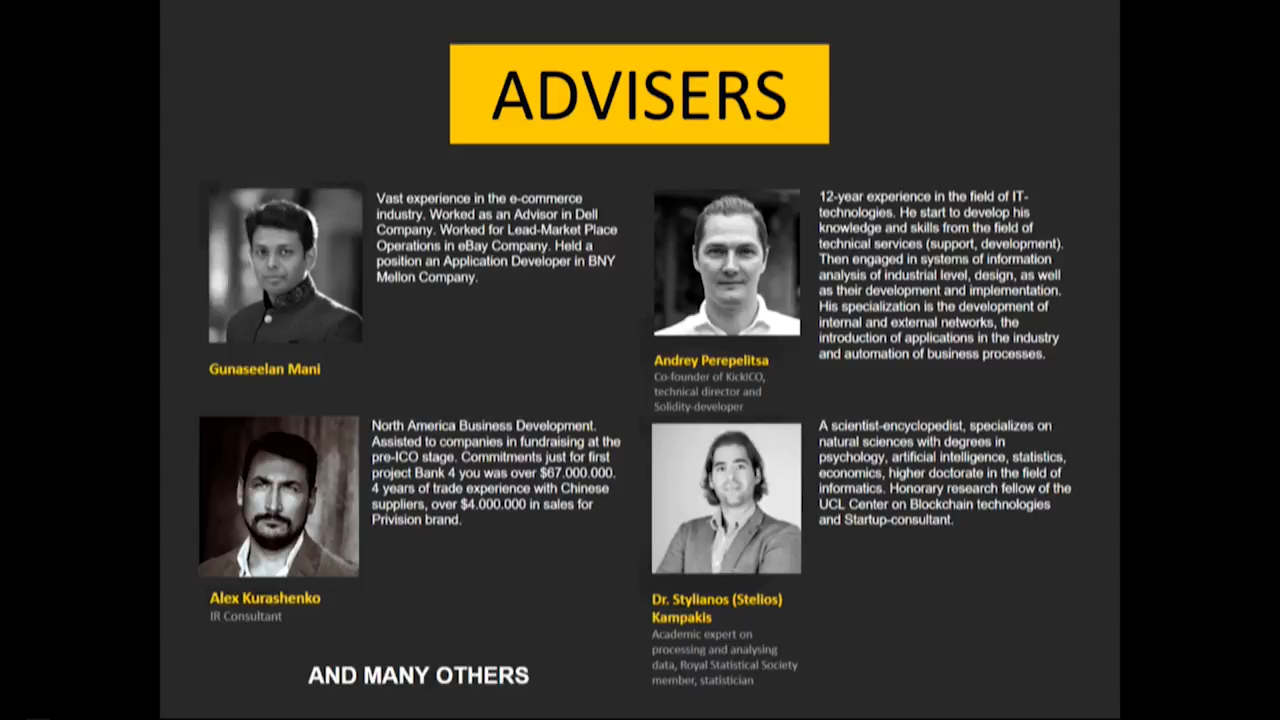 ADVISERS
Vast experience in the e-commerce
industry. Worked as an Advisor in Dell
Company. Worked for Lead-Market Place
Operations in eBay Company. Held a
position an Application Developer in BNY
Mellon Company.
Gunaseelan Mani
12-year experience in the field of IT-
technologies. He start to develop his
knowledge and skills from the field of
technical services (support, development).
Then engaged in systems of information
analysis of industrial level, design, as well
as their development and implementation.
His specialization is the development of
internal and external networks, the
introduction of applications in the industry
and automation of business processes.
Andrey Perepelitsa
Co-founder of KickICO,
technical director and
Solidity-developer
North America Business Development.
Assisted to companies in fundraising at the
pre-ICO stage. Commitments just for first
project Bank 4 you was over $67.000.000.
4 years of trade experience with Chinese
suppliers, over $4.000.000 in sales for
Privision brand.
Alex Kurashenko
IR Consultant
A scientist-encyclopedist, specializes on
natural sciences with degrees in
psychology, artificial intelligence, statistics,
economics, higher doctorate in the field of
informatics. Honorary research fellow of the
UCL Center on Blockchain technologies
and Startup-consultant.
Dr. Stylianos (Stelios)
Kampakis
Academic expert on
processing and analysing
data, Royal Statistical Society
member, statistician
AND MANY OTHERS